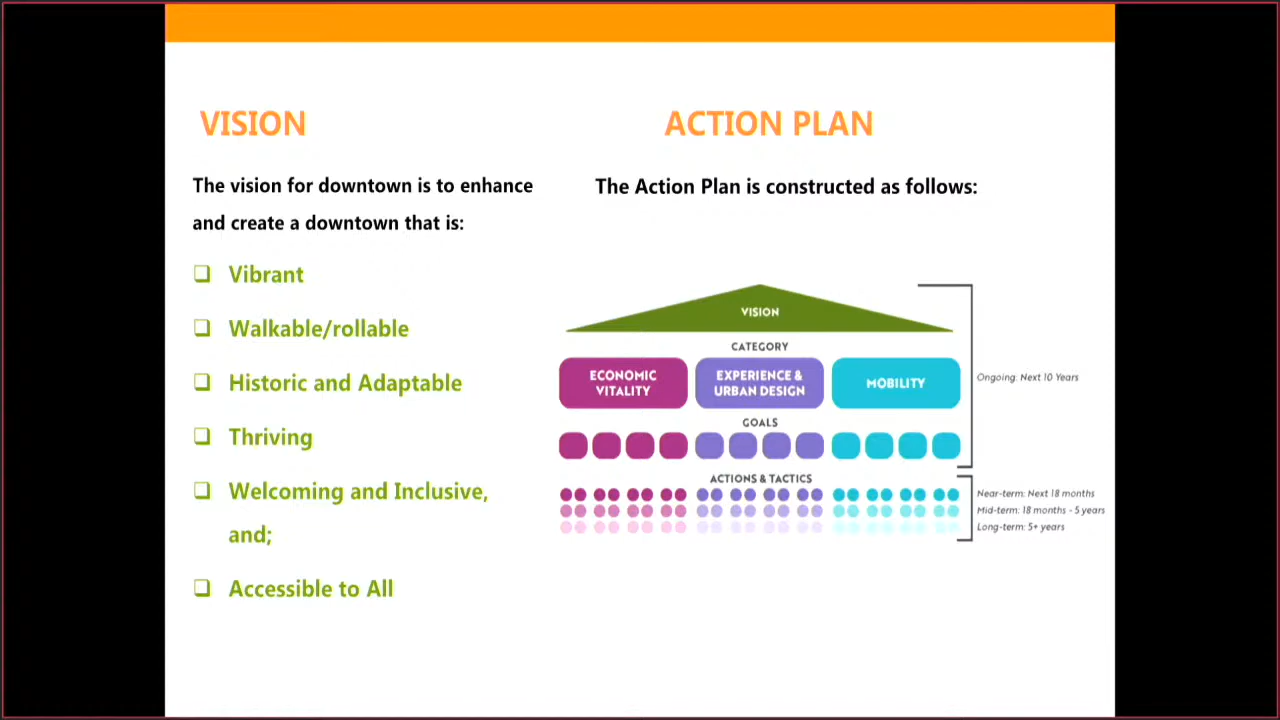 VISION
The vision for downtown is to enhance
and create a downtown that is:
❑ Vibrant
❑ Walkable/rollable
❑ Historic and Adaptable
❑ Thriving
❑ Welcoming and Inclusive,
and;
❑ Accessible to All
ACTION PLAN
The Action Plan is constructed as follows:
VISION
CATEGORY
ECONOMIC
VITALITY
EXPERIENCE &
URBAN DESIGN
MOBILITY
Ongoing: Next 10 Years
GOALS
ACTIONS & TACTICS
Near-term: Next 18 months
Mid-term: 18 months - 5 years
Long-term: 5+ years